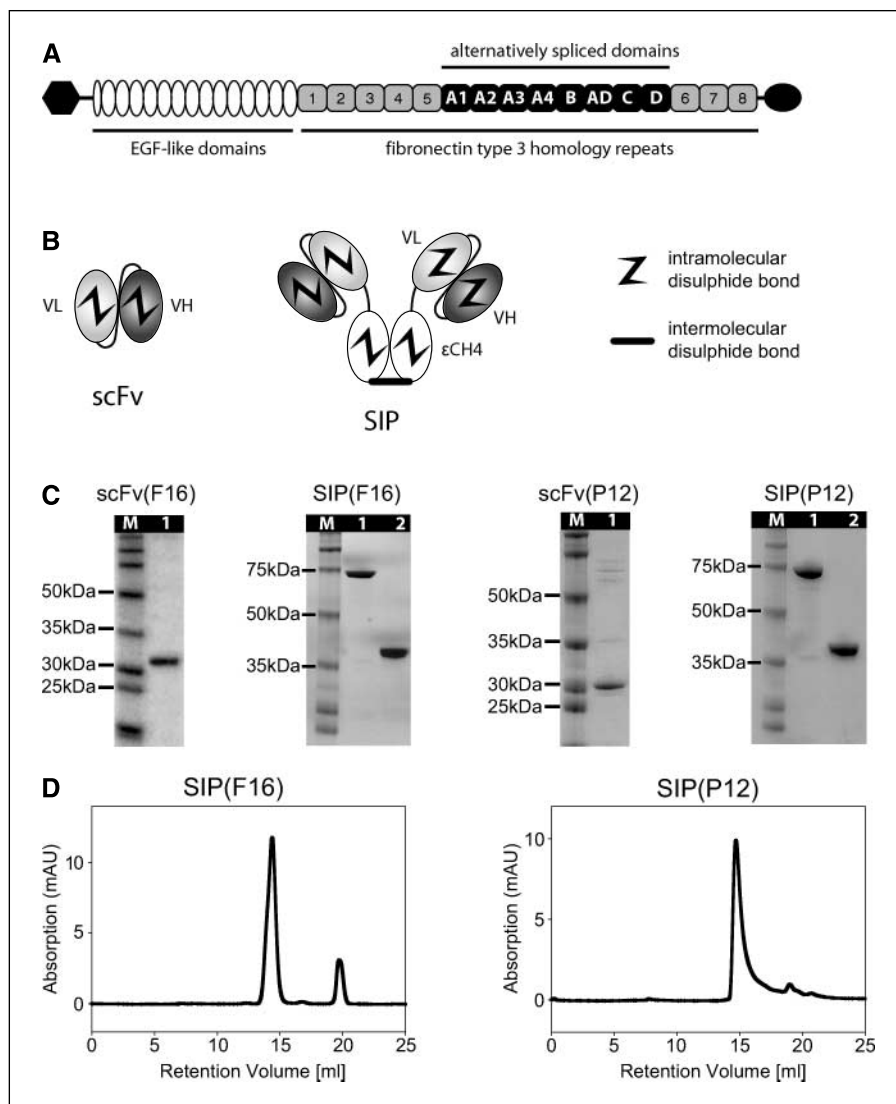 A
alternatively spliced domains
1 2 3 4 5 A1 A2 A3 A4 B AD C D 6 7 8
EGF-like domains
fibronectin type 3 homology repeats
B
VL
VH
scFv
VL
VH
εCH4
SIP
intramolecular
disulphide bond
intermolecular
disulphide bond
C
scFv(F16)
M 1
50kDa
35kDa
30kDa
25kDa
SIP(F16)
M 1 2
75kDa
50kDa
35kDa
scFv(P12)
M 1
50kDa
35kDa
30kDa
25kDa
SIP(P12)
M 1 2
75kDa
50kDa
35kDa
D
SIP(F16)
Absorption (mAU)
10
5
0
0 5 10 15 20 25
Retention Volume [ml]
SIP(P12)
Absorption (mAU)
10
5
0
0 5 10 15 20 25
Retention Volume [ml]